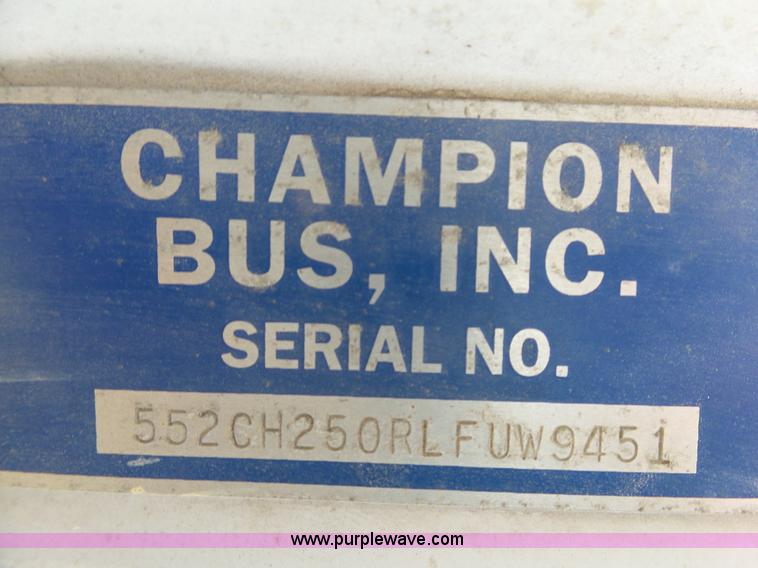 CHAMPION
BUS, INC.
SERIAL NO.
552CH250RLFUW9451
www.purplewave.com